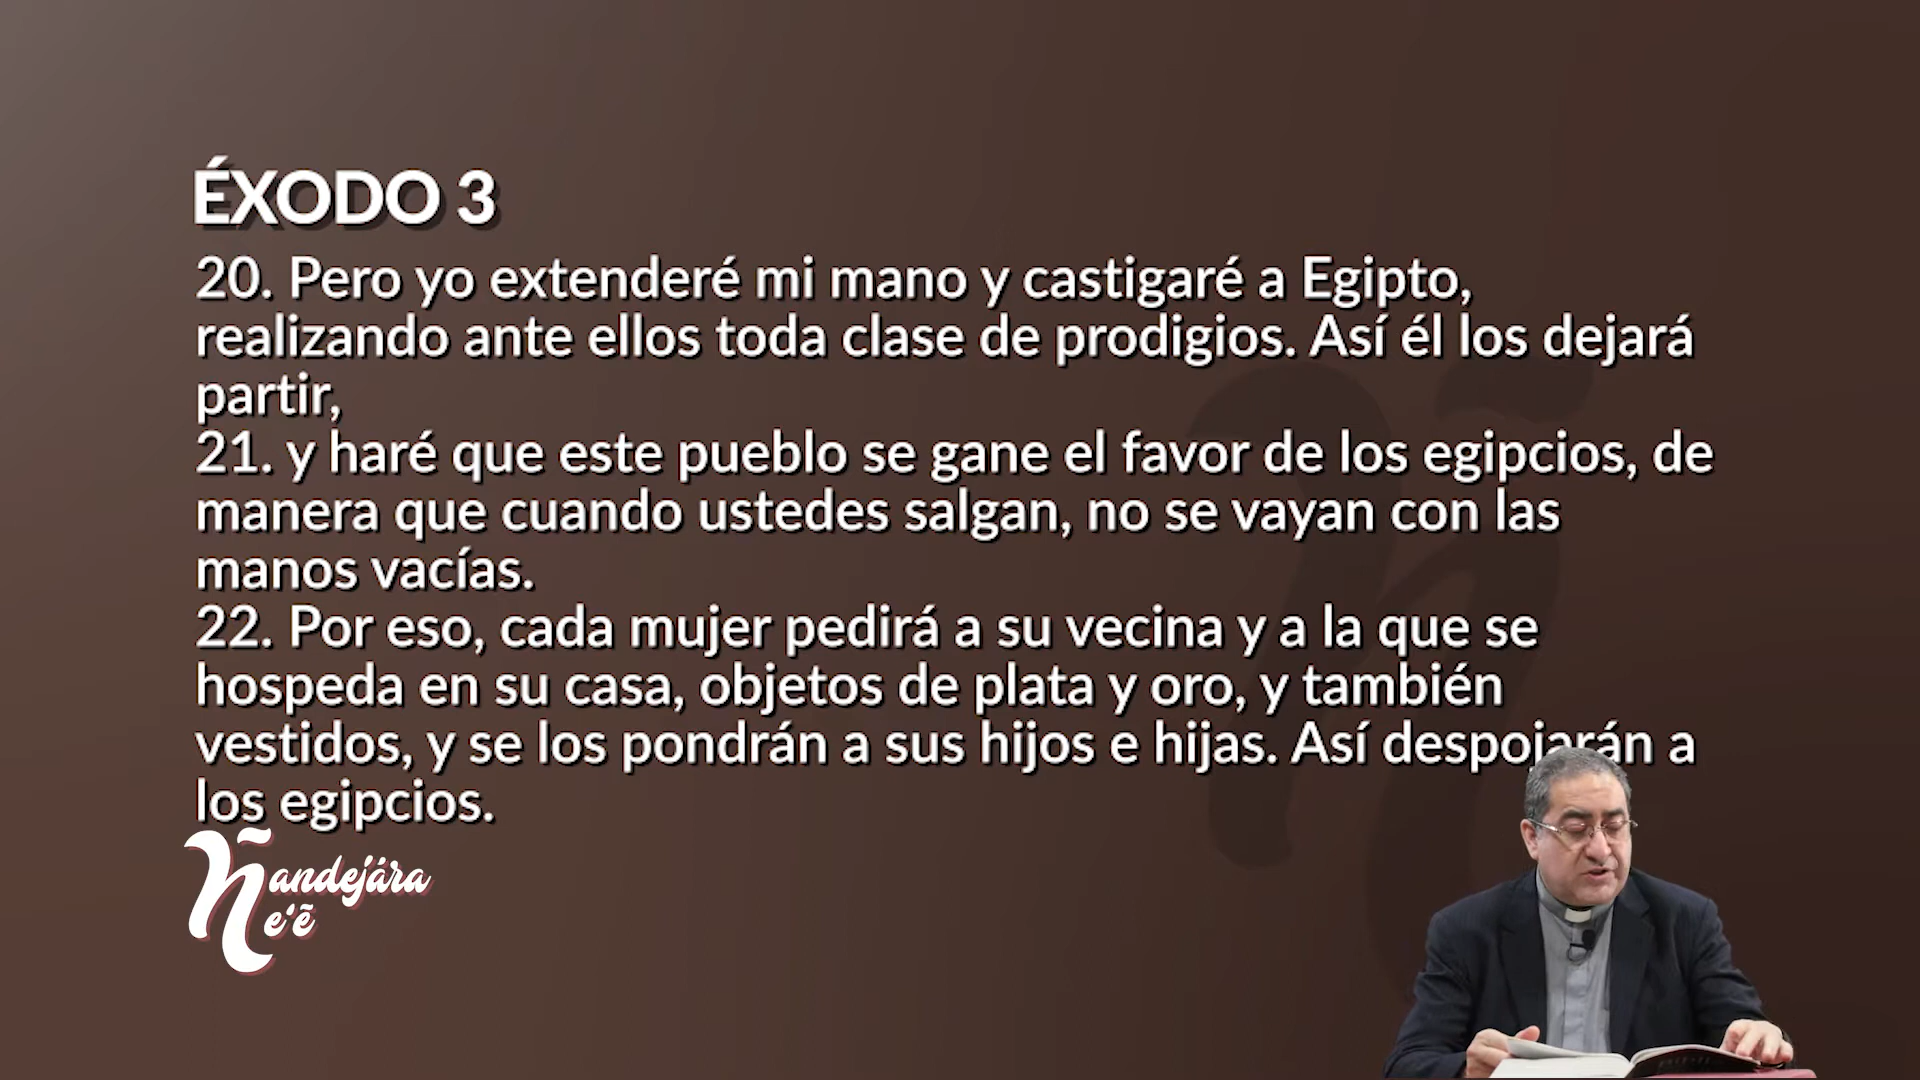 ÉXODO 3
20. Pero yo extenderé mi mano y castigaré a Egipto,
realizando ante ellos toda clase de prodigios. Así él los dejará
partir,
21. y haré que este pueblo se gane el favor de los egipcios, de
manera que cuando ustedes salgan, no se vayan con las
manos vacías.
22. Por eso, cada mujer pedirá a su vecina y a la que se
hospeda en su casa, objetos de plata y oro, y también
vestidos, y se los pondrán a sus hijos e hijas. Así despojarán a
los egipcios.
Ñandejára
Ñe'ẽ